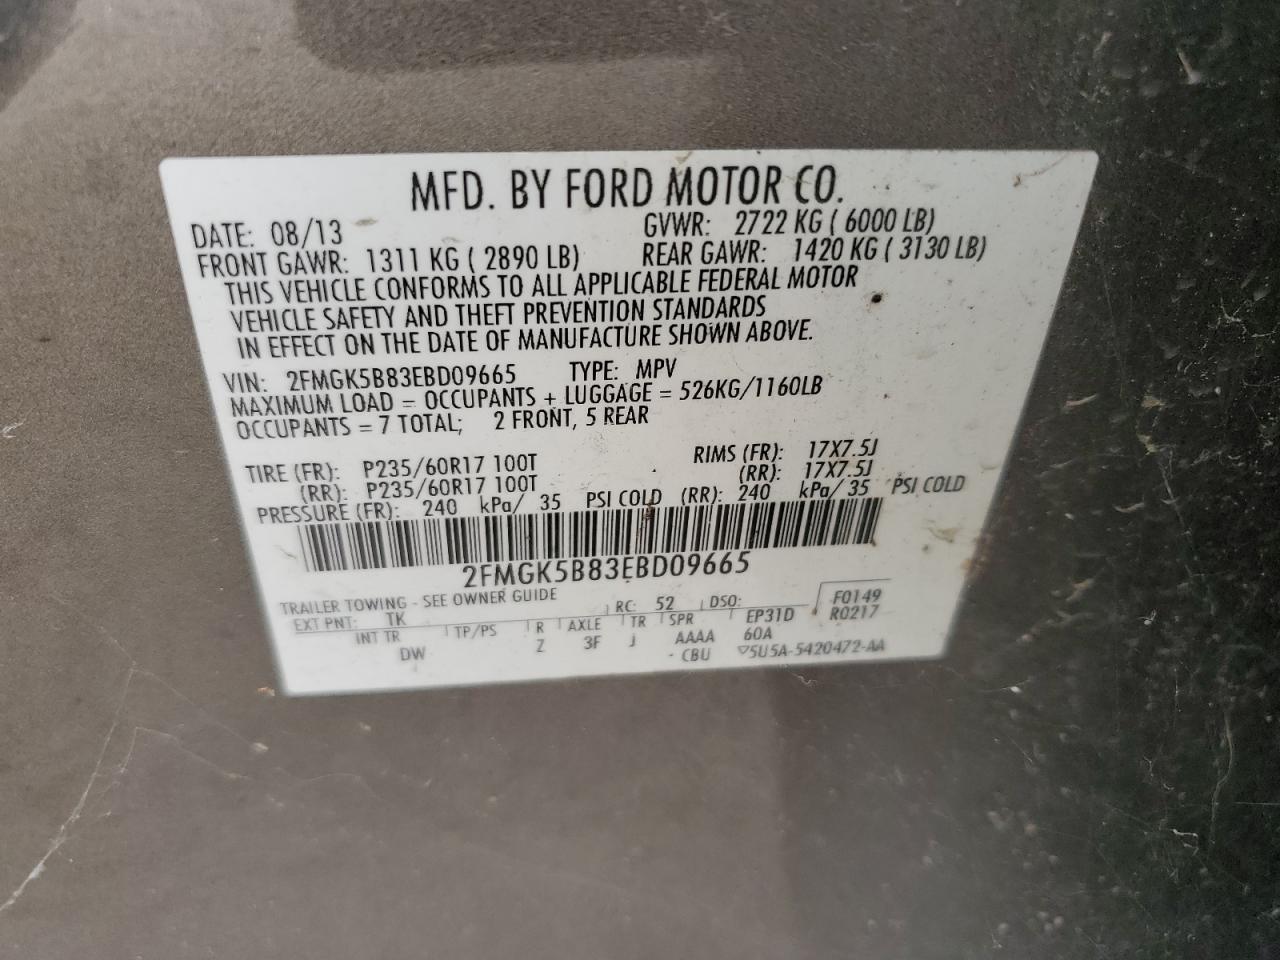 MFD. BY FORD MOTOR CO.
DATE: 08/13 GVWR: 2722 KG ( 6000 LB)
FRONT GAWR: 1311 KG ( 2890 LB) REAR GAWR: 1420 KG ( 3130 LB)
THIS VEHICLE CONFORMS TO ALL APPLICABLE FEDERAL MOTOR
VEHICLE SAFETY AND THEFT PREVENTION STANDARDS
IN EFFECT ON THE DATE OF MANUFACTURE SHOWN ABOVE.
VIN: 2FMGK5B83EBD09665 TYPE: MPV
MAXIMUM LOAD = OCCUPANTS + LUGGAGE = 526KG/1160LB
OCCUPANTS = 7 TOTAL; 2 FRONT, 5 REAR
TIRE (FR): P235/60R17 100T RIMS (FR): 17X7.5J
(RR): P235/60R17 100T (RR): 17X7.5J
PRESSURE (FR): 240 kPa/ 35 PSI COLD (RR): 240 kPa/ 35 PSI COLD
2FMGK5B83EBD09665
TRAILER TOWING - SEE OWNER GUIDE
EXT PNT: TK RC: 52 DSO: F0149
EP31D R0217
INT TR TP/PS R AXLE TR SPR
DW Z 3F J AAAA 60A
- CBU ▽5U5A-5420472-AA